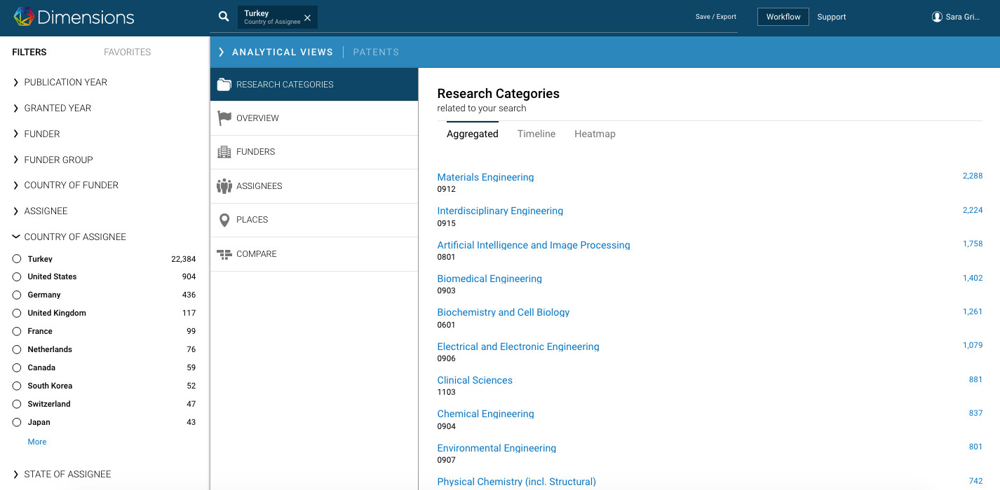 Dimensions
Turkey
Country of Assignee
Save / Export
Workflow
Support
Sara Gri...
FILTERS
FAVORITES
PUBLICATION YEAR
GRANTED YEAR
FUNDER
FUNDER GROUP
COUNTRY OF FUNDER
ASSIGNEE
COUNTRY OF ASSIGNEE
Turkey 22,384
United States 904
Germany 436
United Kingdom 117
France 99
Netherlands 76
Canada 59
South Korea 52
Switzerland 47
Japan 43
More
STATE OF ASSIGNEE
ANALYTICAL VIEWS
PATENTS
RESEARCH CATEGORIES
OVERVIEW
FUNDERS
ASSIGNEES
PLACES
COMPARE
Research Categories
related to your search
Aggregated Timeline Heatmap
Materials Engineering 2,288
0912
Interdisciplinary Engineering 2,224
0915
Artificial Intelligence and Image Processing 1,758
0801
Biomedical Engineering 1,402
0903
Biochemistry and Cell Biology 1,261
0601
Electrical and Electronic Engineering 1,079
0906
Clinical Sciences 881
1103
Chemical Engineering 837
0904
Environmental Engineering 801
0907
Physical Chemistry (incl. Structural) 742